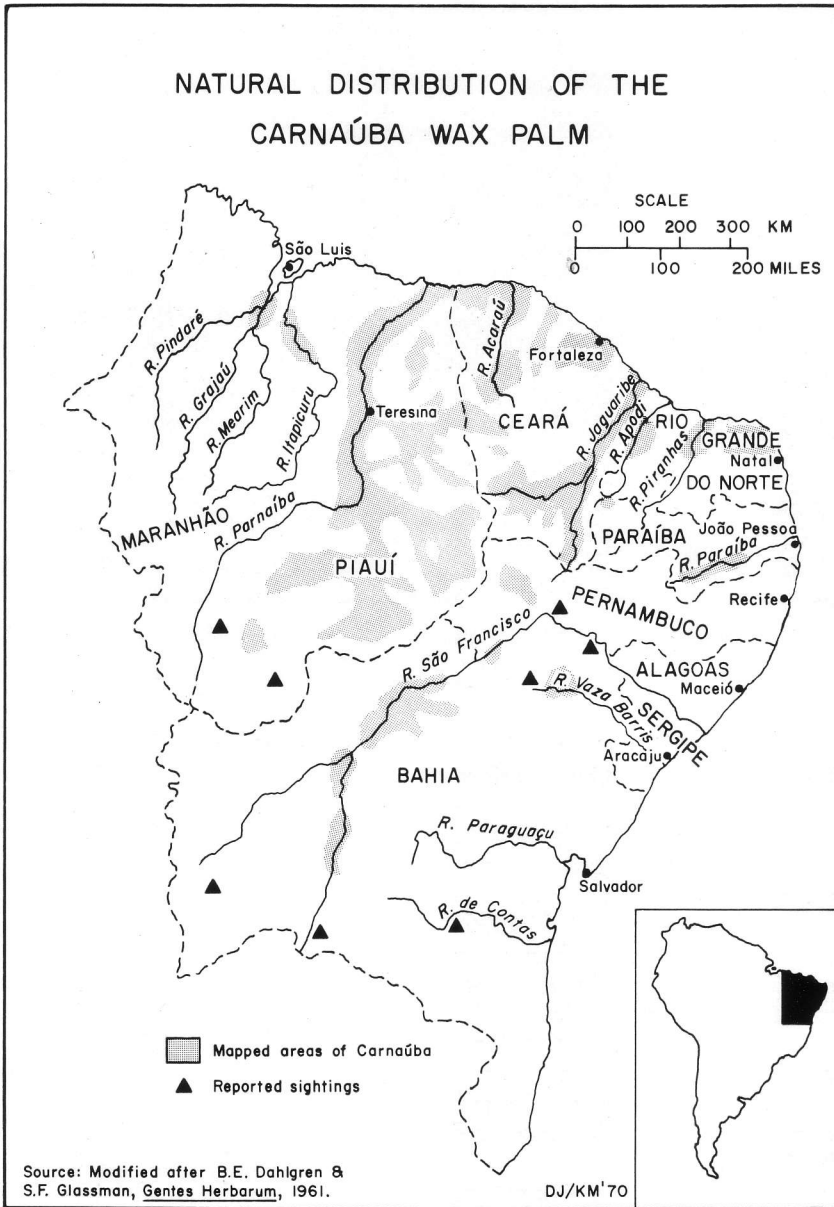 NATURAL DISTRIBUTION OF THE
CARNAÚBA WAX PALM
SCALE
0 100 200 300 KM
0 100 200 MILES
São Luis
R. Pindaré
R. Grajaú
R. Mearim
R. Itapicuru
Teresina
R. Acaraú
Fortaleza
CEARÁ
R. Jaguaribe
R. Apodí
RIO
GRANDE
Natal
DO NORTE
R. Piranhas
MARANHÃO
R. Parnaíba
PARAÍBA
João Pessoa
R. Paraíba
PIAUÍ
Recife
PERNAMBUCO
R. São Francisco
ALAGOAS
Maceió
R. Vaza Barris
SERGIPE
Aracaju
BAHIA
R. Paraguaçu
Salvador
R. de Contas
Mapped areas of Carnaúba
Reported sightings
Source: Modified after B.E. Dahlgren &
S.F. Glassman, Gentes Herbarum, 1961.
DJ/KM'70